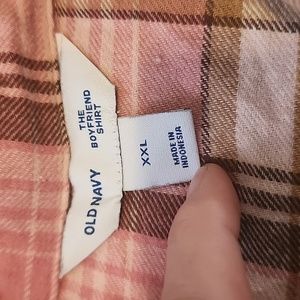 THE
BOYFRIEND
SHIRT
OLD NAVY
XXL
MADE IN
INDONESIA